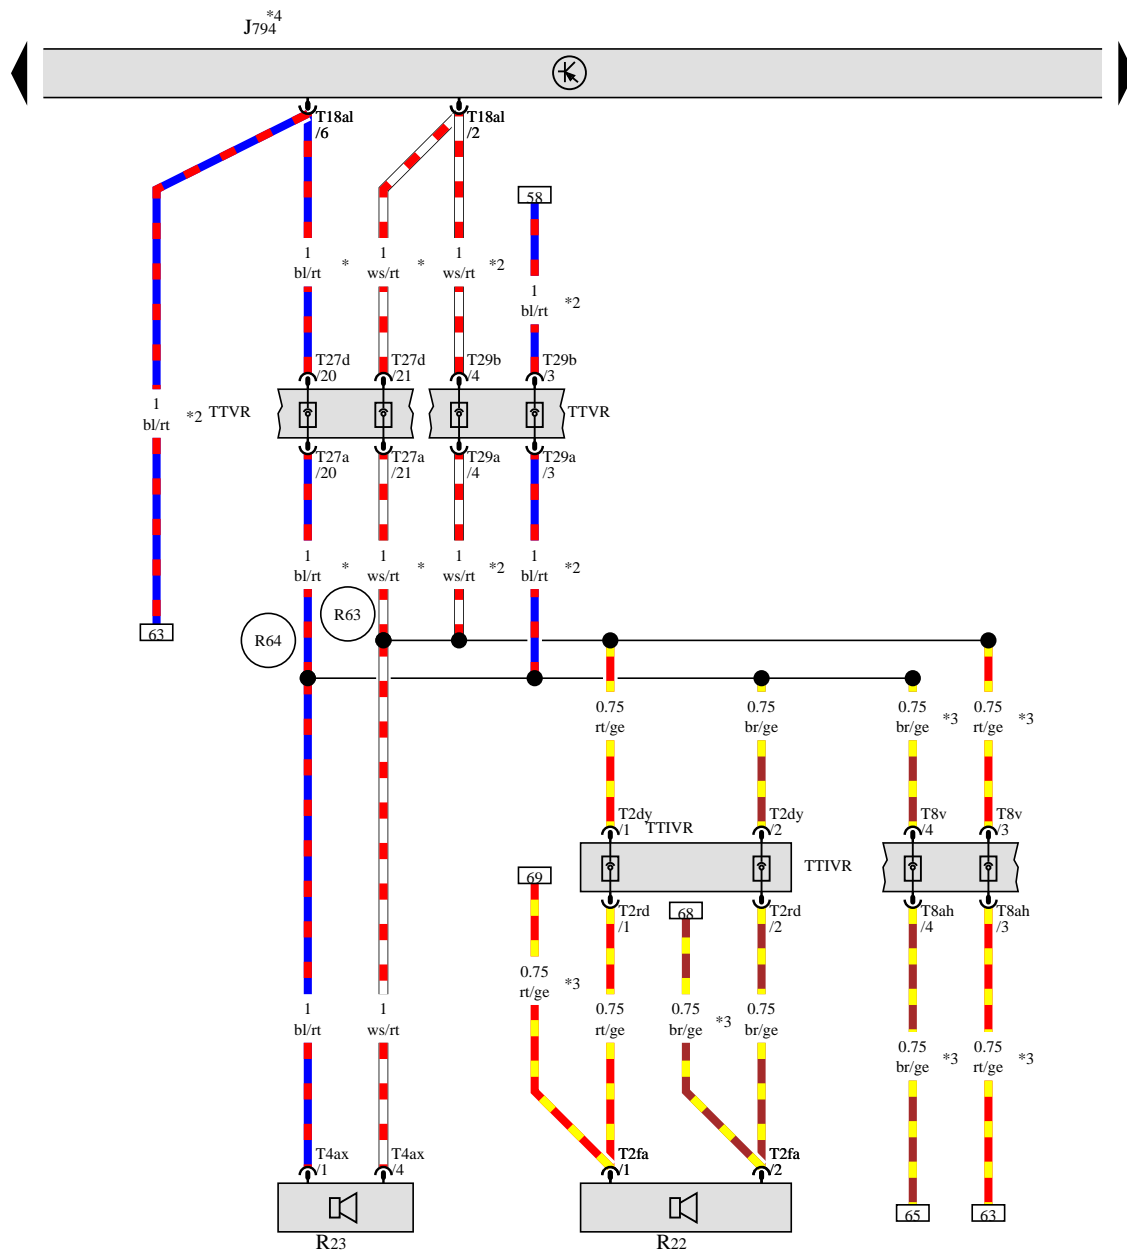 J794 *4
T18al
/6
T18al
/2
58
1
bl/rt
*
1
ws/rt
*
1
ws/rt
*2
1
bl/rt
*2
T27d
/20
T27d
/21
T29b
/4
T29b
/3
1
bl/rt
*2
TTVR
TTVR
T27a
/20
T27a
/21
T29a
/4
T29a
/3
1
bl/rt
*
1
ws/rt
*
1
ws/rt
*2
1
bl/rt
*2
63
R64
R63
0.75
rt/ge
0.75
br/ge
0.75
br/ge
*3
0.75
rt/ge
*3
T2dy
/1
TTIVR
T2dy
/2
T8v
/4
T8v
/3
TTIVR
69
68
T2rd
/1
T2rd
/2
T8ah
/4
T8ah
/3
0.75
rt/ge
*3
1
bl/rt
1
ws/rt
0.75
rt/ge
0.75
br/ge
*3
0.75
br/ge
0.75
br/ge
*3
0.75
rt/ge
*3
T4ax
/1
T4ax
/4
T2fa
/1
T2fa
/2
65
63
R23
R22